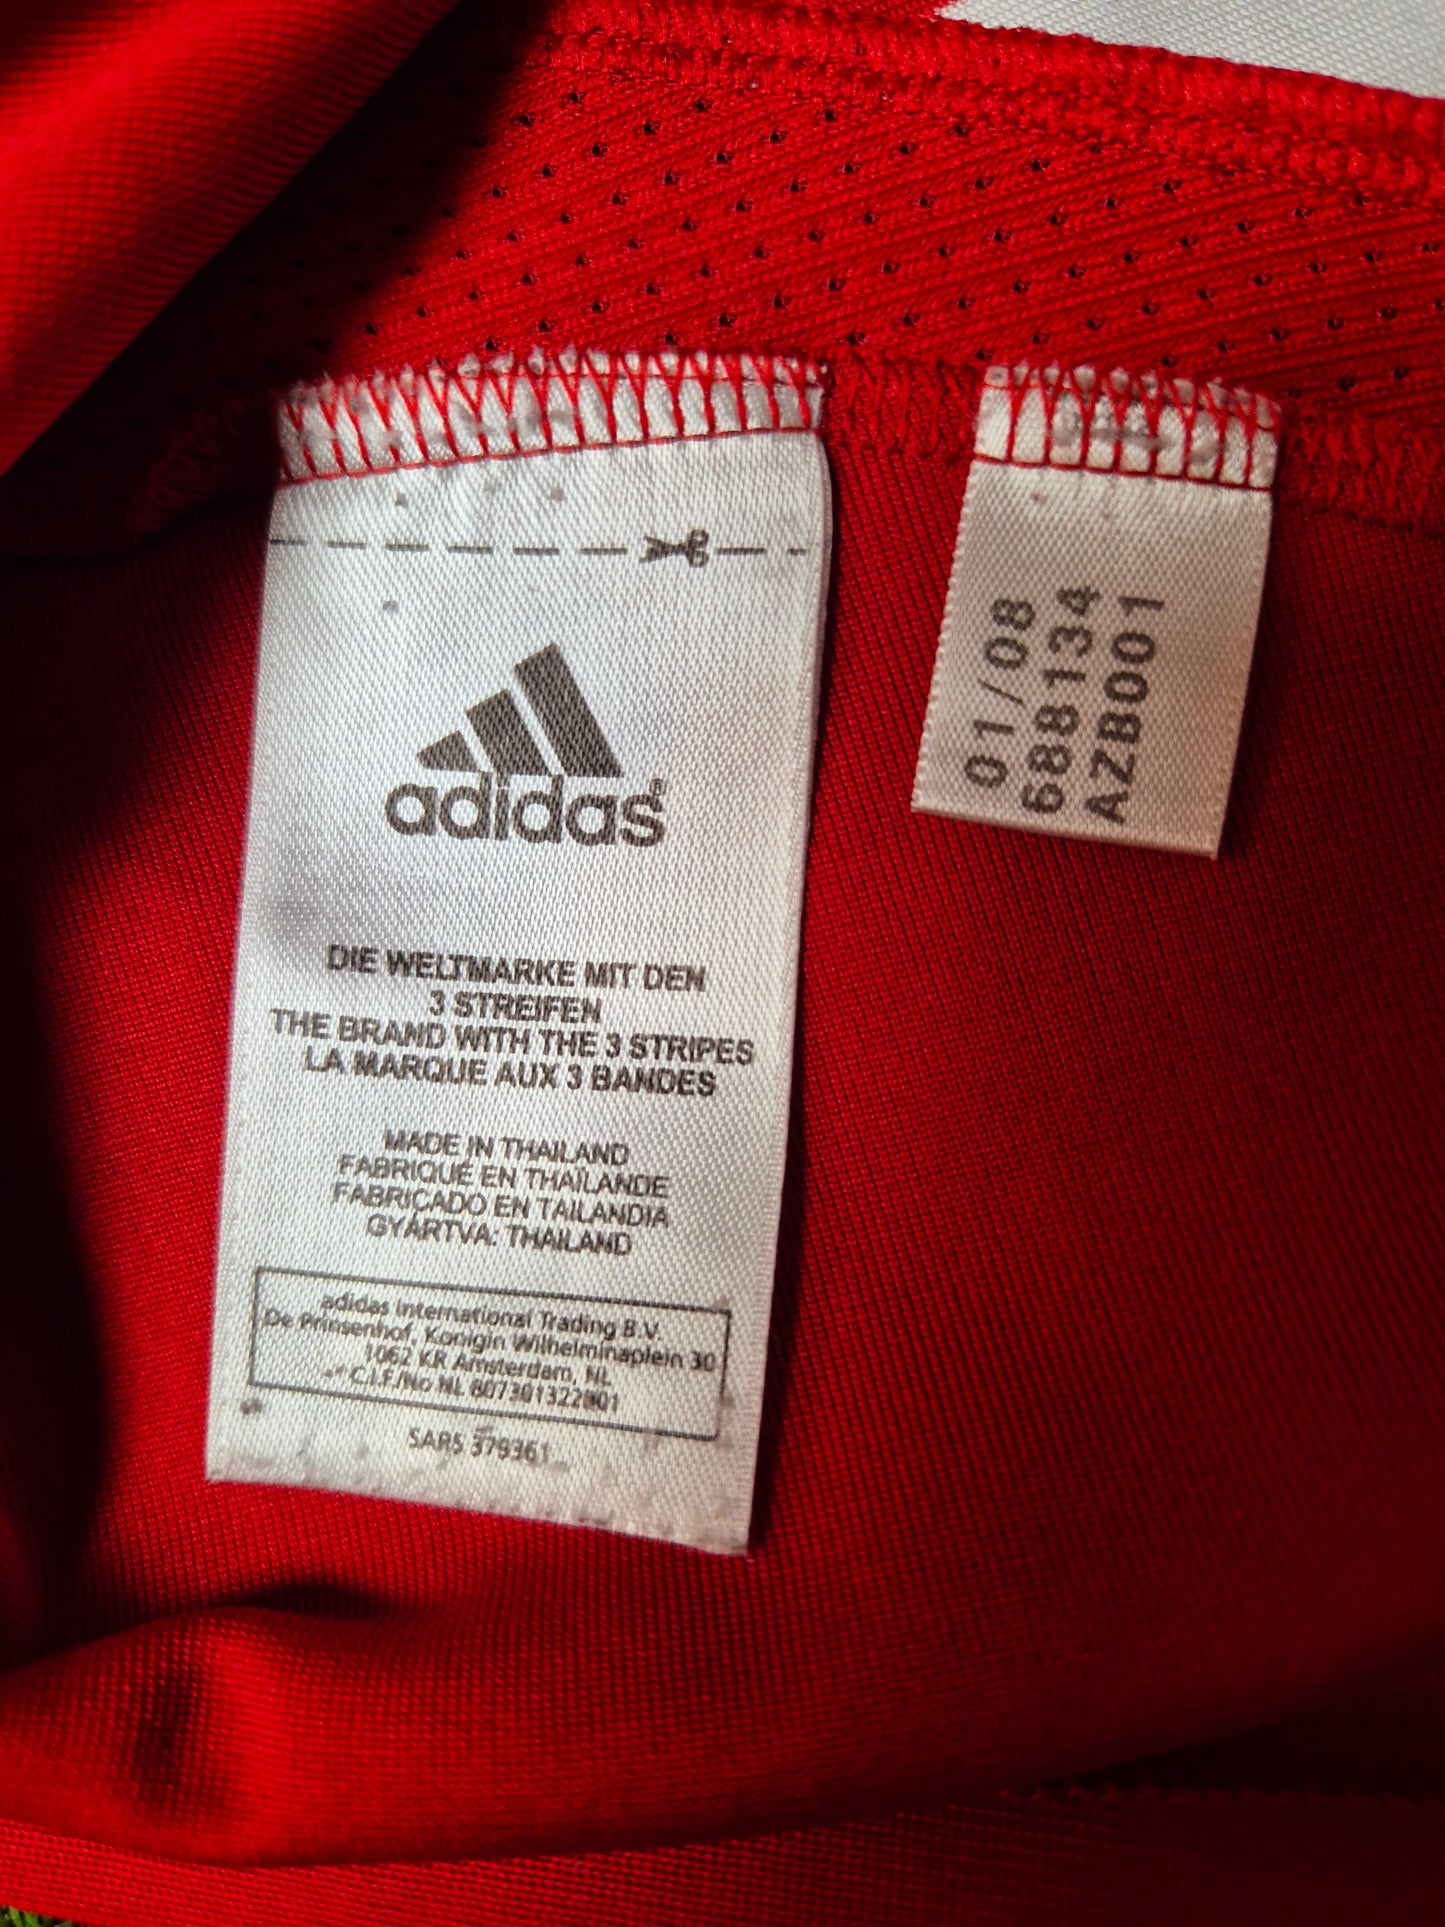 adidas®
DIE WELTMARKE MIT DEN
3 STREIFEN
THE BRAND WITH THE 3 STRIPES
LA MARQUE AUX 3 BANDES
MADE IN THAILAND
FABRIQUÉ EN THAÏLANDE
FABRICADO EN TAILANDIA
GYÁRTVA: THAILAND
adidas International Trading B.V.
De Prinsenhof, Konigin Wilhelminaplein 30
1062 KR Amsterdam, NL
C.I.F./No NL 807301322B01
SARS 379361
01/08
688134
AZB001